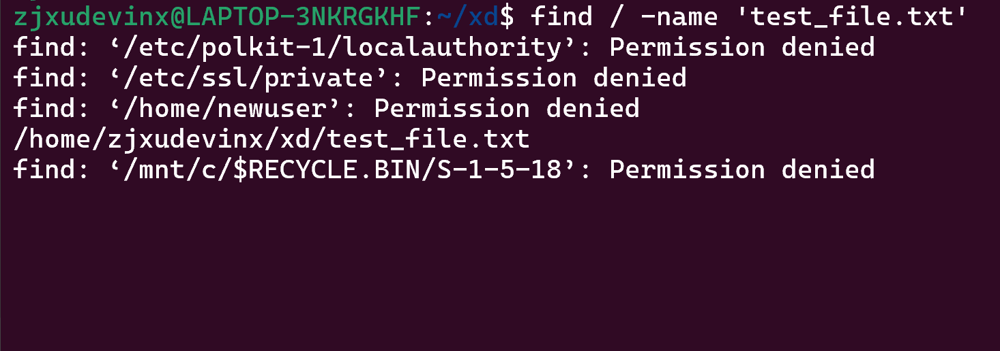 zjxudevinx@LAPTOP-3NKRGKHF:~/xd$ find / -name 'test_file.txt'
find: ‘/etc/polkit-1/localauthority’: Permission denied
find: ‘/etc/ssl/private’: Permission denied
find: ‘/home/newuser’: Permission denied
/home/zjxudevinx/xd/test_file.txt
find: ‘/mnt/c/$RECYCLE.BIN/S-1-5-18’: Permission denied